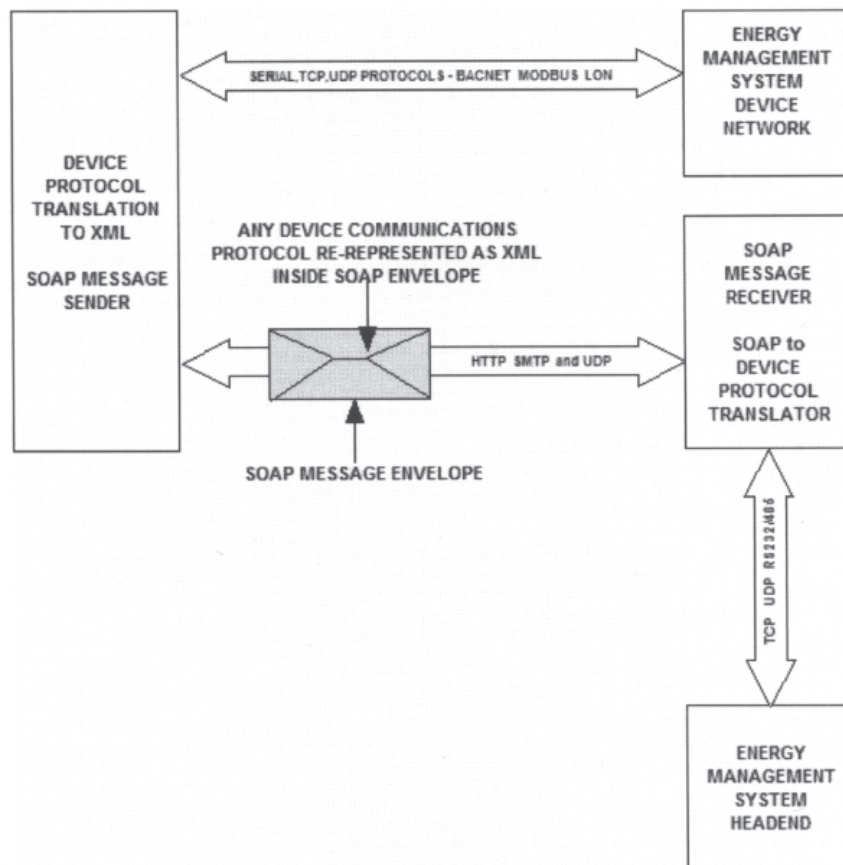 SERIAL,TCP,UDP PROTOCOLS - BACNET MODBUS LON
ENERGY
MANAGEMENT
SYSTEM
DEVICE
NETWORK
DEVICE
PROTOCOL
TRANSLATION
TO XML
SOAP MESSAGE
SENDER
ANY DEVICE COMMUNICATIONS
PROTOCOL RE-REPRESENTED AS XML
INSIDE SOAP ENVELOPE
HTTP SMTP and UDP
SOAP MESSAGE ENVELOPE
SOAP
MESSAGE
RECEIVER
SOAP to
DEVICE
PROTOCOL
TRANSLATOR
TCP UDP RS232/485
ENERGY
MANAGEMENT
SYSTEM
HEADEND